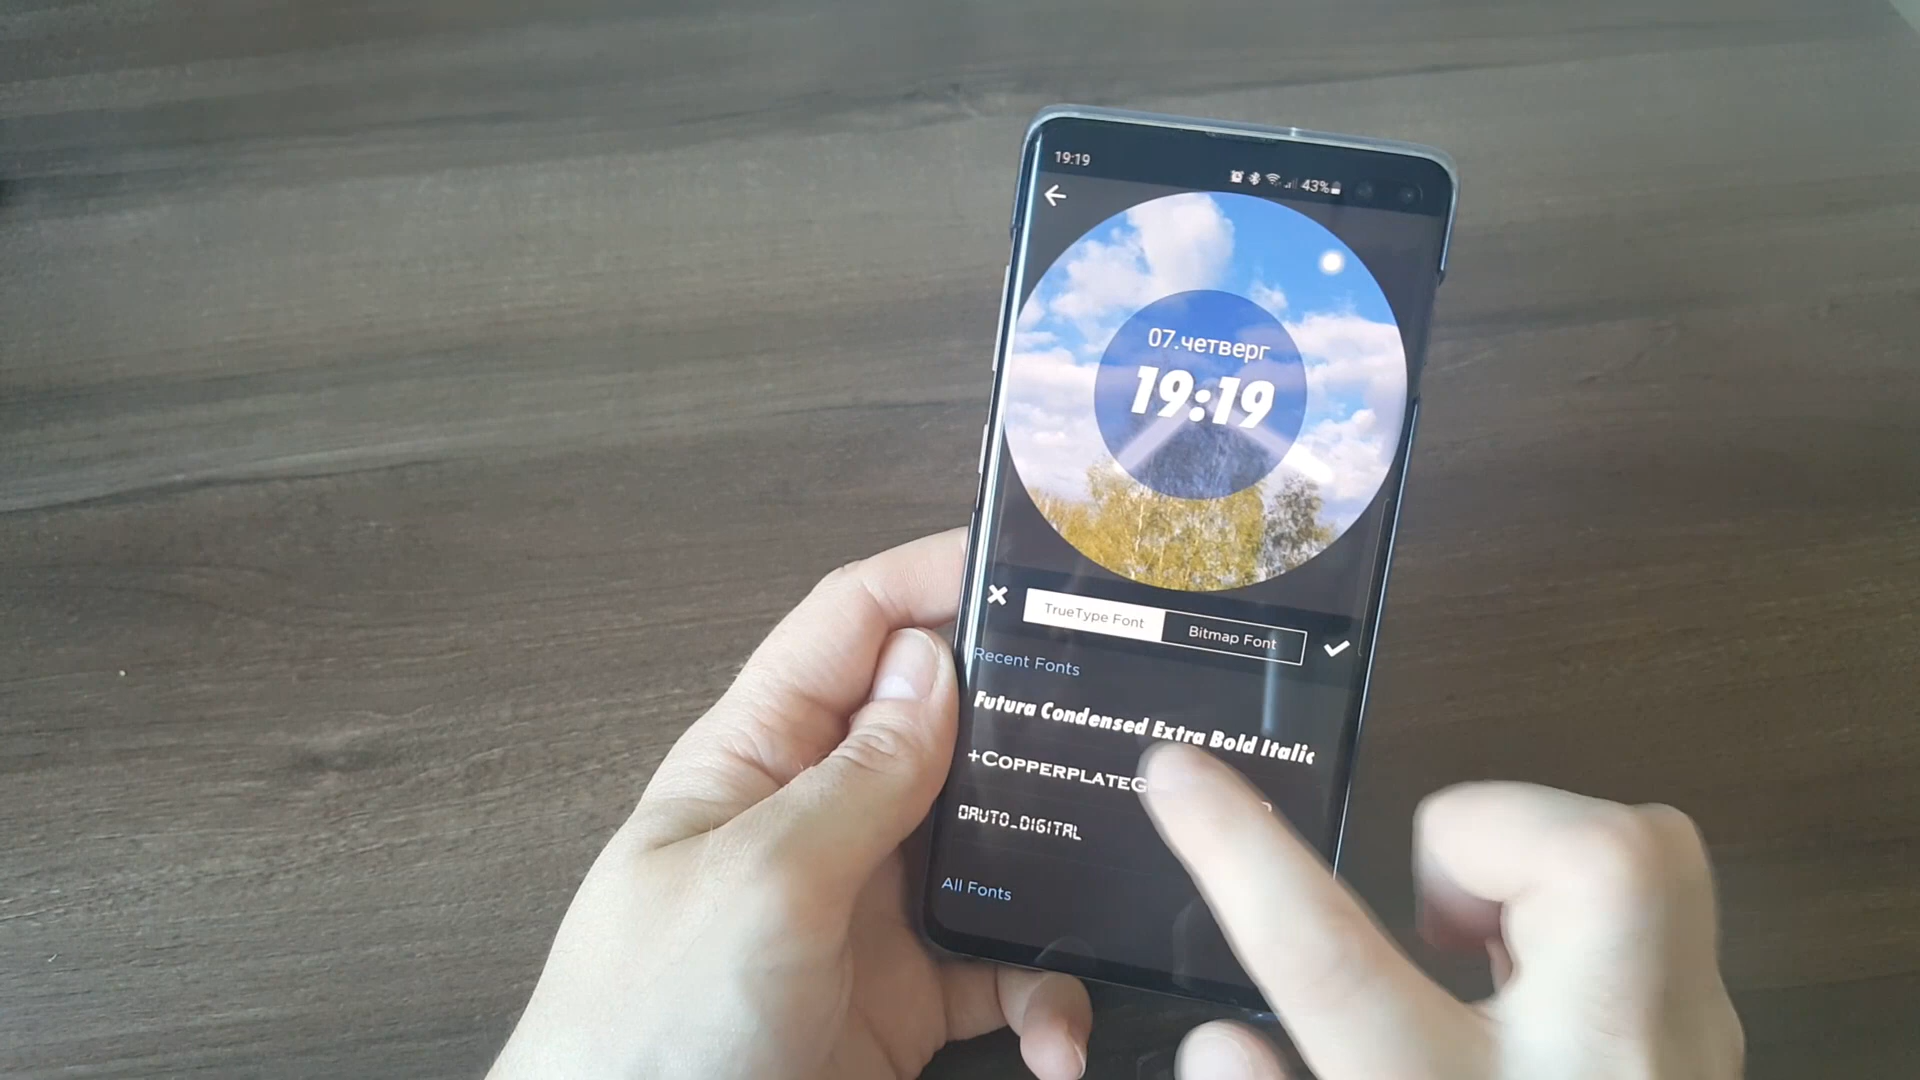 19:19
43%
07.четверг
19:19
TrueType Font
Bitmap Font
Recent Fonts
Futura Condensed Extra Bold Italic
+COPPERPLATEG
DAUTO_DIGITAL
All Fonts